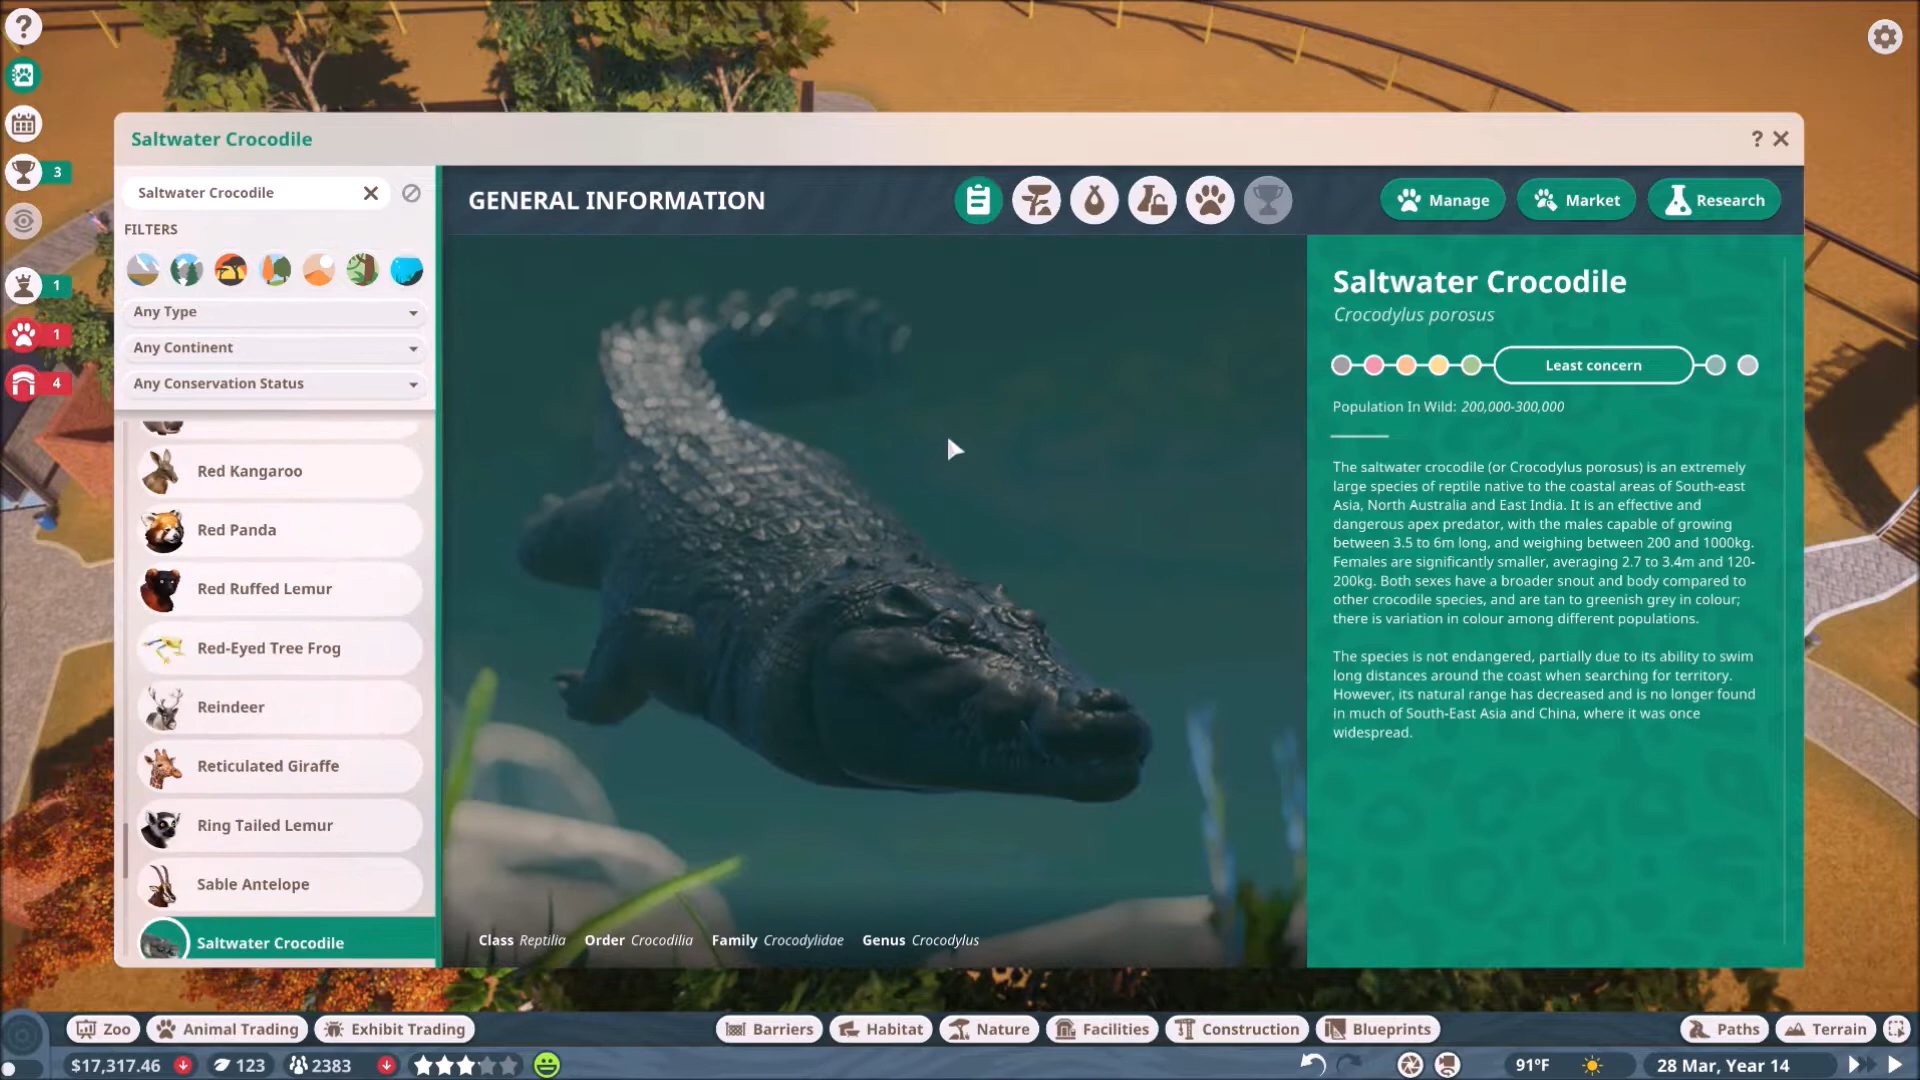 ?
Saltwater Crocodile
?
Saltwater Crocodile
GENERAL INFORMATION
Manage
Market
Research
3
FILTERS
Any Type
Any Continent
Any Conservation Status
1
1
4
Red Kangaroo
Red Panda
Red Ruffed Lemur
Red-Eyed Tree Frog
Reindeer
Reticulated Giraffe
Ring Tailed Lemur
Sable Antelope
Saltwater Crocodile
Class Reptilia Order Crocodilia Family Crocodylidae Genus Crocodylus
Saltwater Crocodile
Crocodylus porosus
Least concern
Population In Wild: 200,000-300,000
The saltwater crocodile (or Crocodylus porosus) is an extremely
large species of reptile native to the coastal areas of South-east
Asia, North Australia and East India. It is an effective and
dangerous apex predator, with the males capable of growing
between 3.5 to 6m long, and weighing between 200 and 1000kg.
Females are significantly smaller, averaging 2.7 to 3.4m and 120-
200kg. Both sexes have a broader snout and body compared to
other crocodile species, and are tan to greenish grey in colour;
there is variation in colour among different populations.
The species is not endangered, partially due to its ability to swim
long distances around the coast when searching for territory.
However, its natural range has decreased and is no longer found
in much of South-East Asia and China, where it was once
widespread.
Zoo
Animal Trading
Exhibit Trading
Barriers
Habitat
Nature
Facilities
Construction
Blueprints
Paths
Terrain
$17,317.46
123
2383
91°F
28 Mar, Year 14